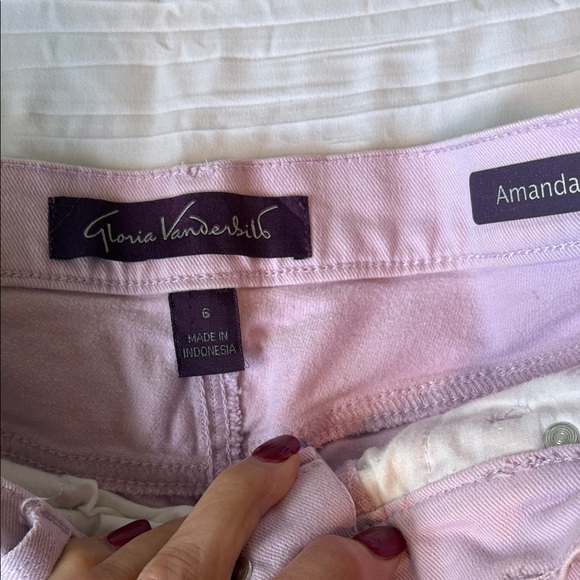 Gloria Vanderbilt
Amanda
6
MADE IN
INDONESIA